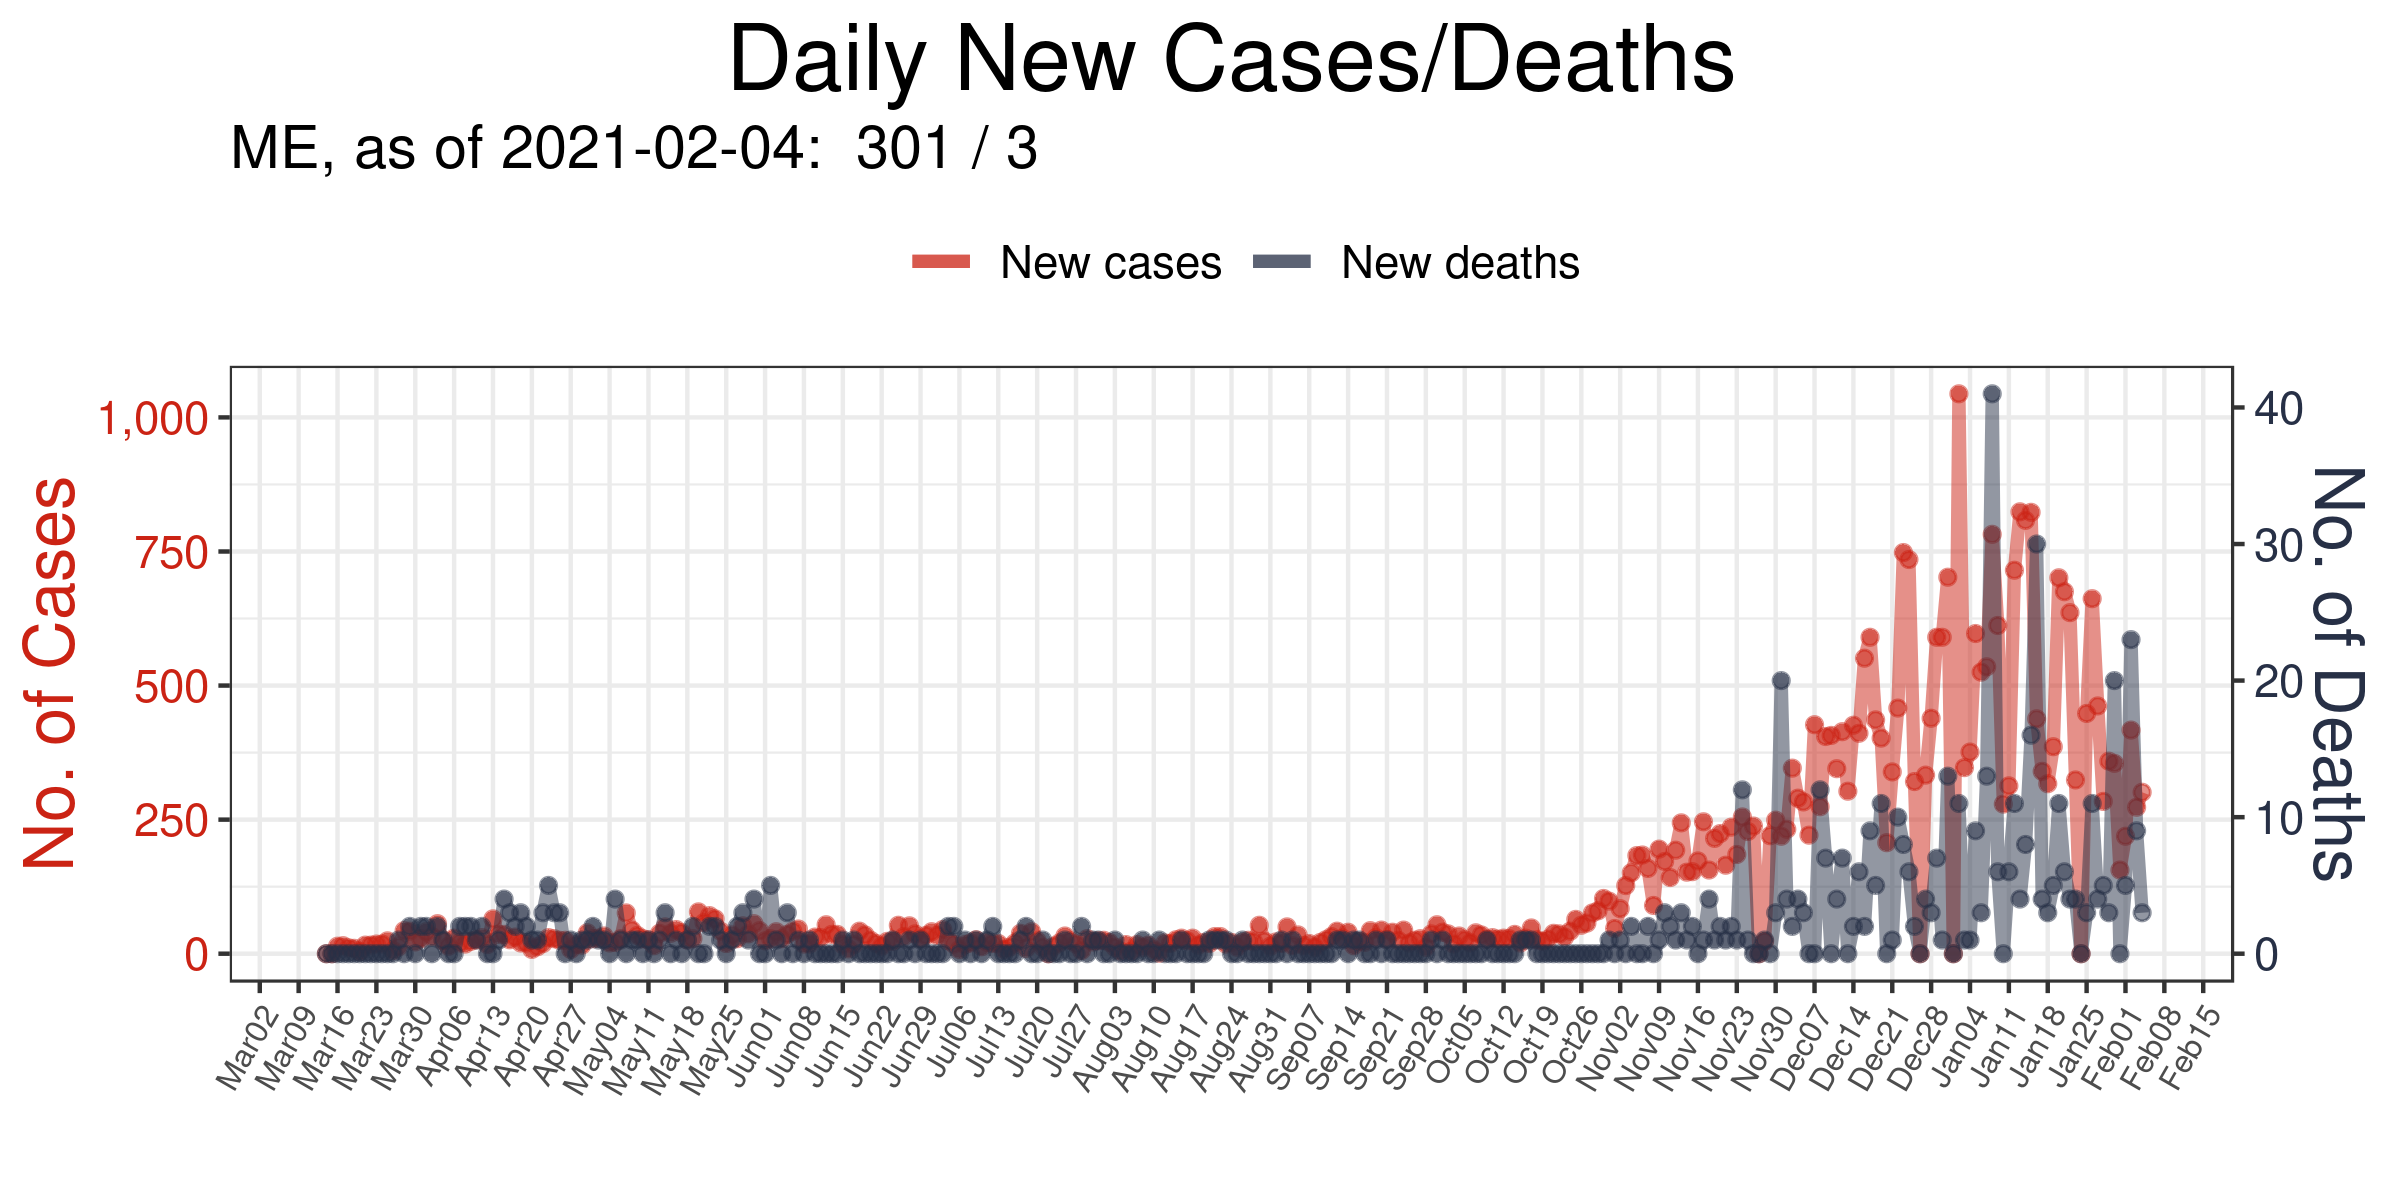 Daily New Cases/Deaths
ME, as of 2021-02-04: 301 / 3
New cases
New deaths
No. of Cases
1,000
750
500
250
0
40
30
20
10
0
No. of Deaths
Mar02
Mar09
Mar16
Mar23
Mar30
Apr06
Apr13
Apr20
Apr27
May04
May11
May18
May25
Jun01
Jun08
Jun15
Jun22
Jun29
Jul06
Jul13
Jul20
Jul27
Aug03
Aug10
Aug17
Aug24
Aug31
Sep07
Sep14
Sep21
Sep28
Oct05
Oct12
Oct19
Oct26
Nov02
Nov09
Nov16
Nov23
Nov30
Dec07
Dec14
Dec21
Dec28
Jan04
Jan11
Jan18
Jan25
Feb01
Feb08
Feb15